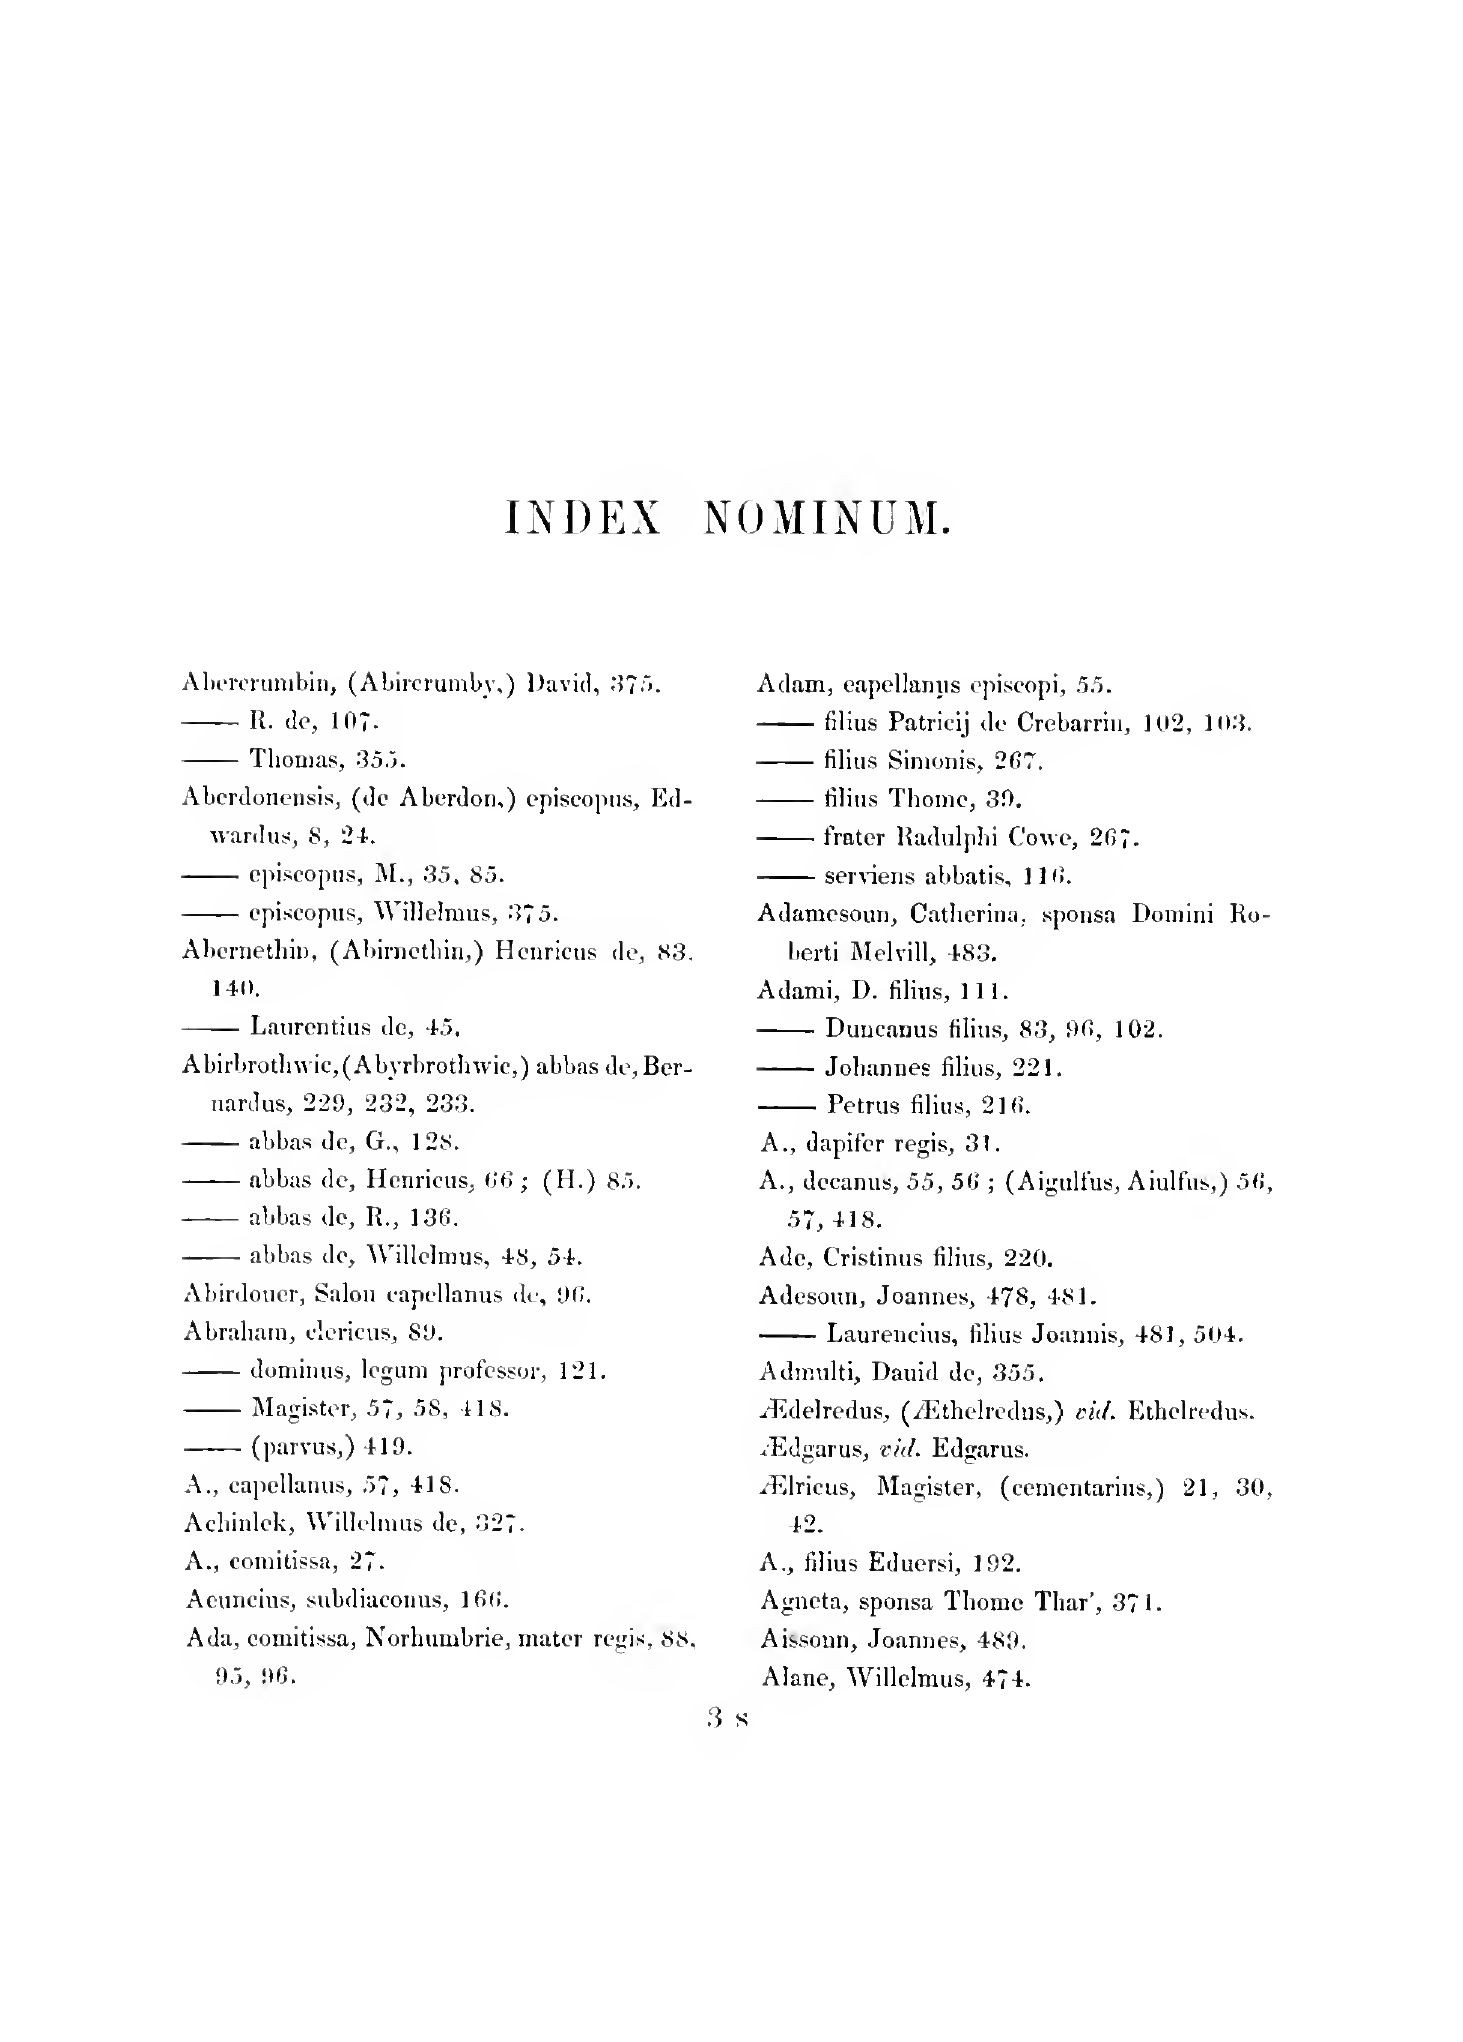 INDEX NOMINUM.
Abercrumbin, (Abircrumby,) David, 375.
—— R. de, 107.
—— Thomas, 355.
Aberdonensis, (de Aberdon,) episcopus, Ed-
wardus, 8, 24.
—— episcopus, M., 35, 85.
—— episcopus, Willelmus, 375.
Abernethin, (Abirnethin,) Henricus de, 83,
140.
—— Laurentius de, 45.
Abirbrothwic, (Abyrbrothwic,) abbas de, Ber-
nardus, 229, 232, 233.
—— abbas de, G., 128.
—— abbas de, Henricus, 66; (H.) 85.
—— abbas de, R., 136.
—— abbas de, Willelmus, 48, 54.
Abirdouer, Salon capellanus de, 96.
Abraham, clericus, 89.
—— dominus, legum professor, 121.
—— Magister, 57, 58, 418.
—— (parvus,) 419.
A., capellanus, 57, 418.
Achinlek, Willelmus de, 327.
A., comitissa, 27.
Acuncius, subdiaconus, 166.
Ada, comitissa, Norhumbrie, mater regis, 88,
95, 96.
Adam, capellanus episcopi, 55.
—— filius Patricij de Crebarrin, 102, 103.
—— filius Simonis, 267.
—— filius Thome, 39.
—— frater Radulphi Cowe, 267.
—— serviens abbatis, 116.
Adamesoun, Catherina, sponsa Domini Ro-
berti Melvill, 483.
Adami, D. filius, 111.
—— Duncanus filius, 83, 96, 102.
—— Johannes filius, 221.
—— Petrus filius, 216.
A., dapifer regis, 31.
A., decanus, 55, 56; (Aigulfus, Aiulfus,) 56,
57, 418.
Ade, Cristinus filius, 220.
Adesoun, Joannes, 478, 481.
—— Laurencius, filius Joannis, 481, 504.
Admulti, Dauid de, 355.
Ædelredus, (Æthelredus,) vid. Ethelredus.
Ædgarus, vid. Edgarus.
Ælricus, Magister, (cementarius,) 21, 30,
42.
A., filius Eduersi, 192.
Agneta, sponsa Thome Thar', 371.
Aissoun, Joannes, 489.
Alane, Willelmus, 474.
3 s